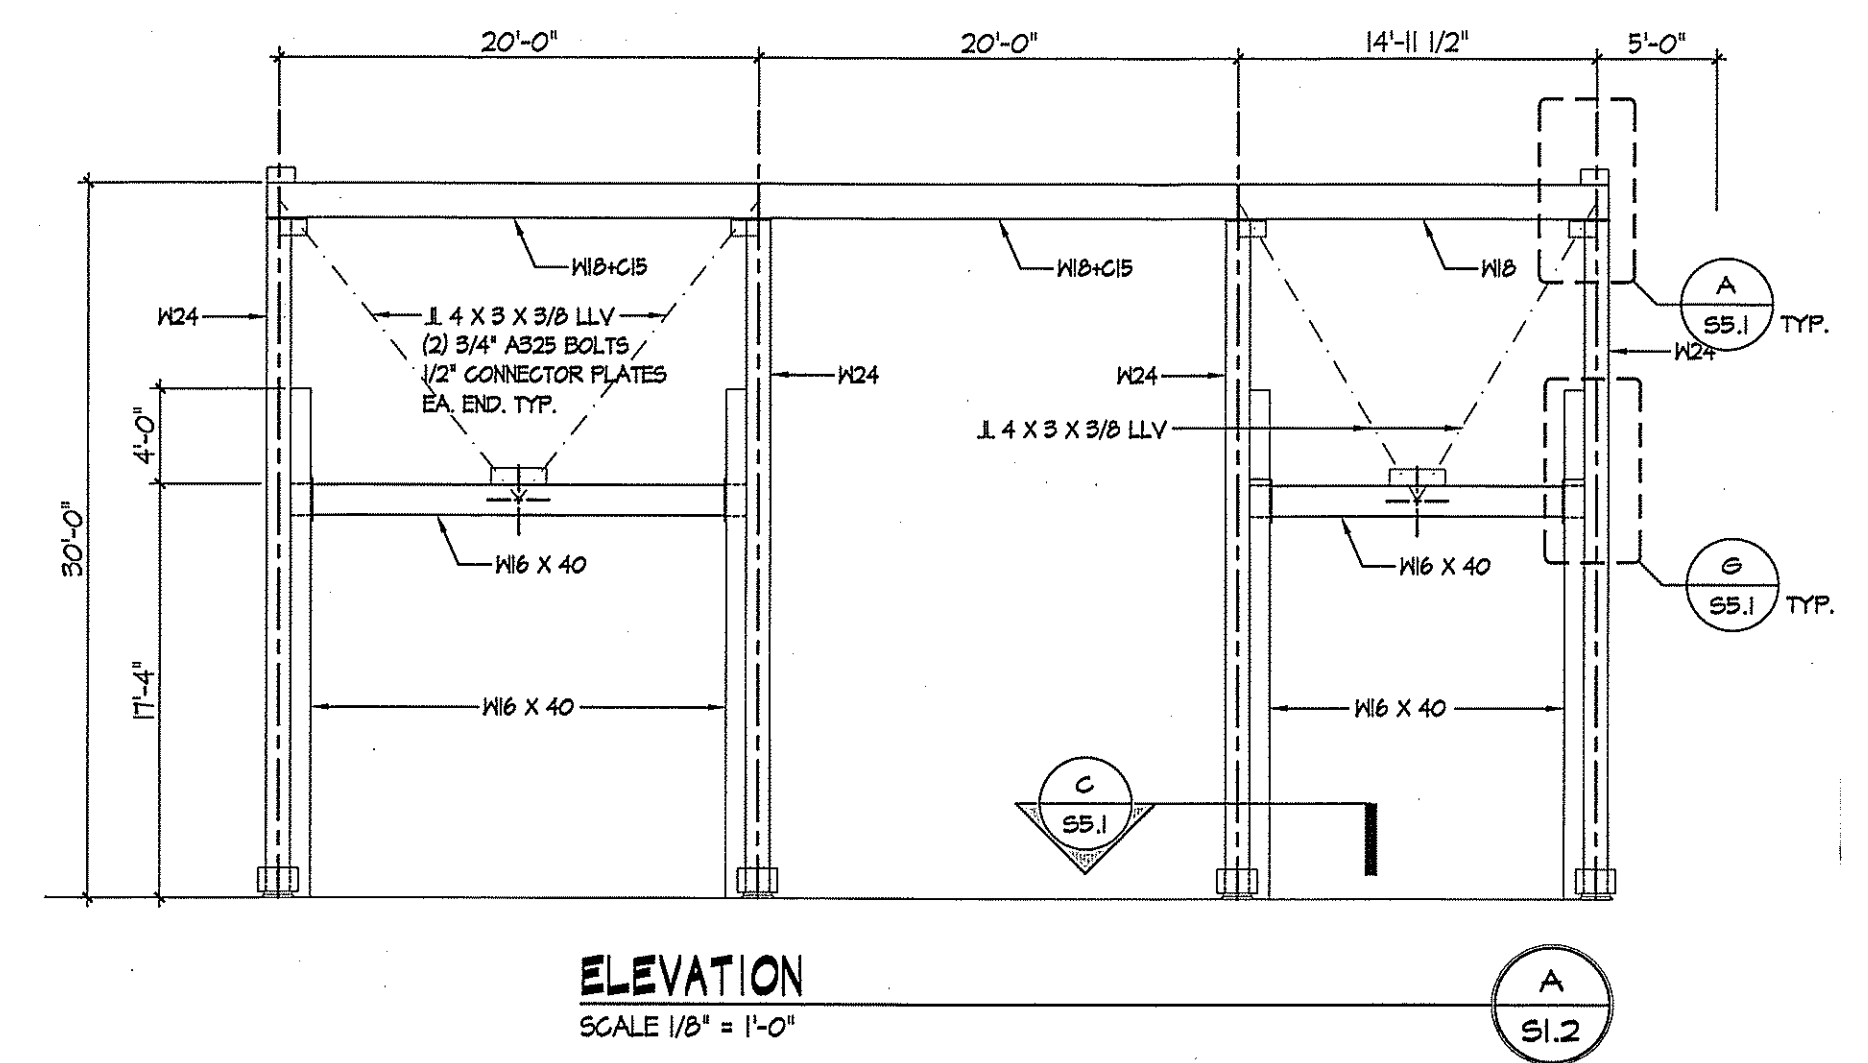 20'-0"
20'-0"
14'-11 1/2"
5'-0"
W18+C15
W18+C15
W18
A
S5.1
TYP.
W24
⅃L 4 X 3 X 3/8 LLV
(2) 3/4" A325 BOLTS
1/2" CONNECTOR PLATES
EA. END. TYP.
W24
W24
W24
4'-0"
⅃L 4 X 3 X 3/8 LLV
30'-0"
W16 X 40
W16 X 40
G
S5.1
TYP.
17'-4"
W16 X 40
W16 X 40
C
S5.1
ELEVATION
SCALE 1/8" = 1'-0"
A
S1.2